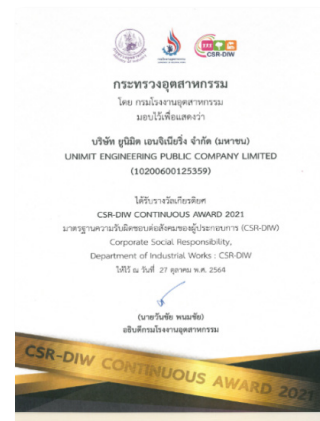 CSR-DIW
กระทรวงอุตสาหกรรม
โดย กรมโรงงานอุตสาหกรรม
มอบไว้เพื่อแสดงว่า
บริษัท ยูนิมิต เอนจิเนียริ่ง จำกัด (มหาชน)
UNIMIT ENGINEERING PUBLIC COMPANY LIMITED
(10200600125359)
ได้รับรางวัลเกียรติยศ
CSR-DIW CONTINUOUS AWARD 2021
มาตรฐานความรับผิดชอบต่อสังคมของผู้ประกอบการ (CSR-DIW)
Corporate Social Responsibility,
Department of Industrial Works : CSR-DIW
ให้ไว้ ณ วันที่ 27 ตุลาคม พ.ศ. 2564
(นายวันชัย พนมชัย)
อธิบดีกรมโรงงานอุตสาหกรรม
CSR-DIW CONTINUOUS AWARD 2021